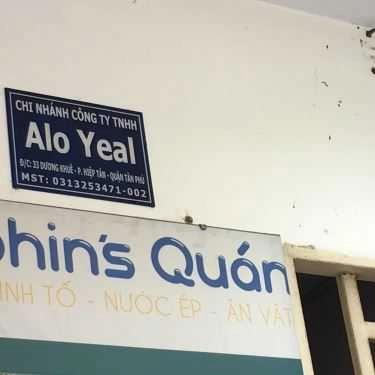 CHI NHÁNH CÔNG TY TNHH
Alo Yeal
Đ/C: 33 DƯƠNG KHUÊ - P. HIỆP TÂN - QUẬN TÂN PHÚ
MST: 0313253471-002
phin's Quán
INH TỐ - NƯỚC ÉP - ĂN VẶT